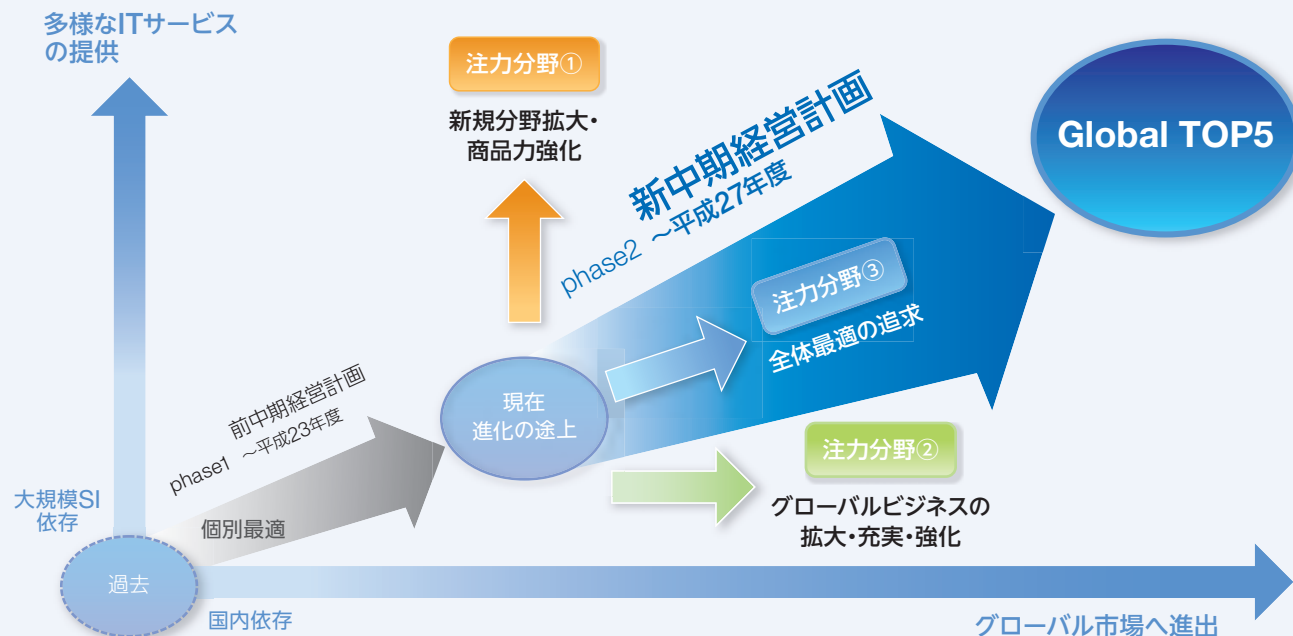 多様なITサービス
の提供
注力分野①
新規分野拡大・
商品力強化
新中期経営計画
phase2 ～平成27年度
Global TOP5
注力分野③
全体最適の追求
前中期経営計画
phase1 ～平成23年度
現在
進化の途上
注力分野②
グローバルビジネスの
拡大・充実・強化
大規模SI
依存
個別最適
過去
国内依存
グローバル市場へ進出